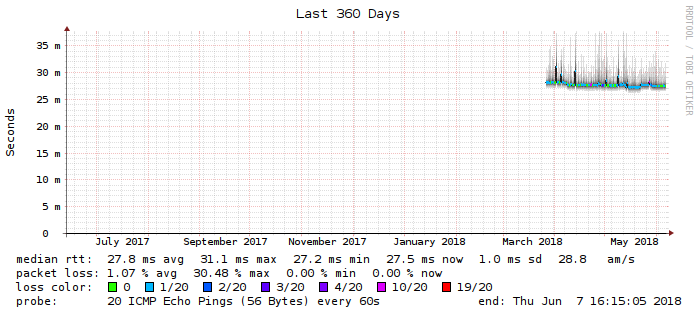 Last 360 Days
RRDTOOL / TOBI OETIKER
Seconds
35 m
30 m
25 m
20 m
15 m
10 m
5 m
0
July 2017 September 2017 November 2017 January 2018 March 2018 May 2018
median rtt: 27.8 ms avg 31.1 ms max 27.2 ms min 27.5 ms now 1.0 ms sd 28.8 am/s
packet loss: 1.07 % avg 30.48 % max 0.00 % min 0.00 % now
loss color: 0 1/20 2/20 3/20 4/20 10/20 19/20
probe: 20 ICMP Echo Pings (56 Bytes) every 60s end: Thu Jun 7 16:15:05 2018